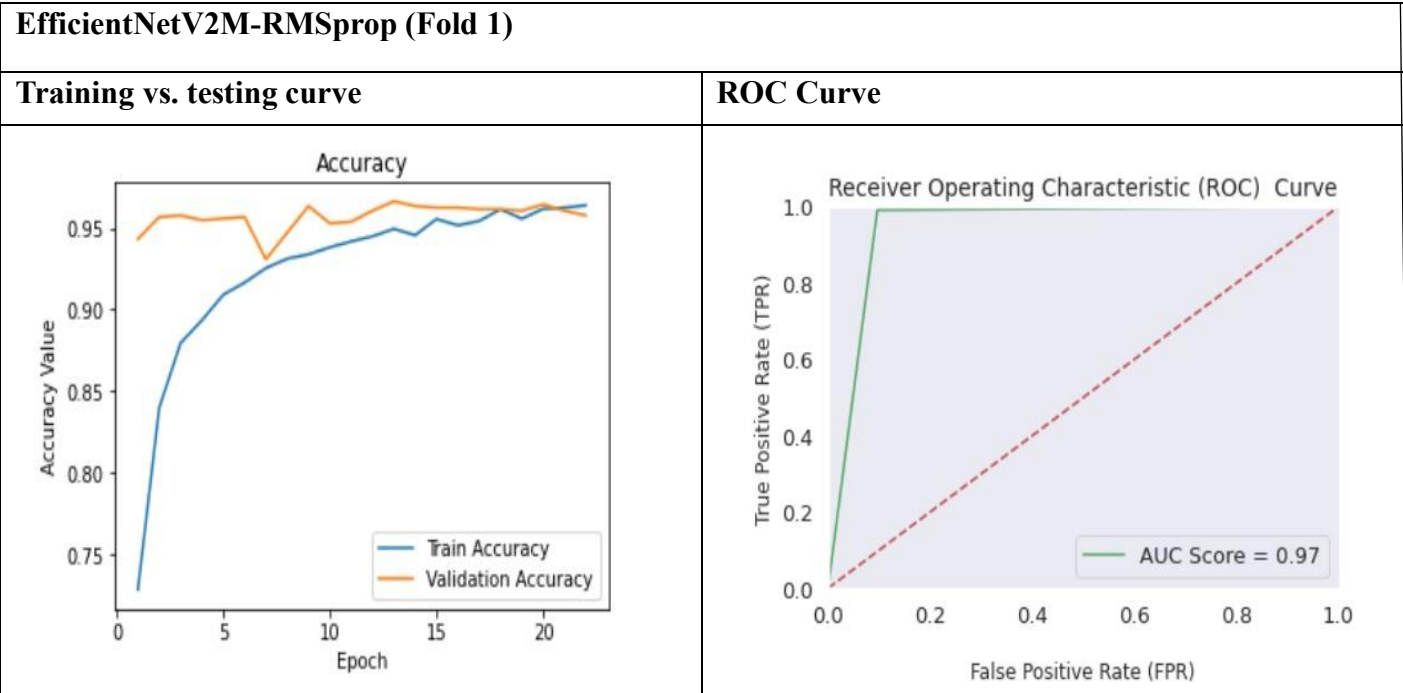 EfficientNetV2M-RMSprop (Fold 1)
Training vs. testing curve
ROC Curve
Accuracy
Accuracy Value
0.95
0.90
0.85
0.80
0.75
0
5
10
15
20
Epoch
Train Accuracy
Validation Accuracy
Receiver Operating Characteristic (ROC) Curve
True Positive Rate (TPR)
1.0
0.8
0.6
0.4
0.2
0.0
0.0
0.2
0.4
0.6
0.8
1.0
AUC Score = 0.97
False Positive Rate (FPR)